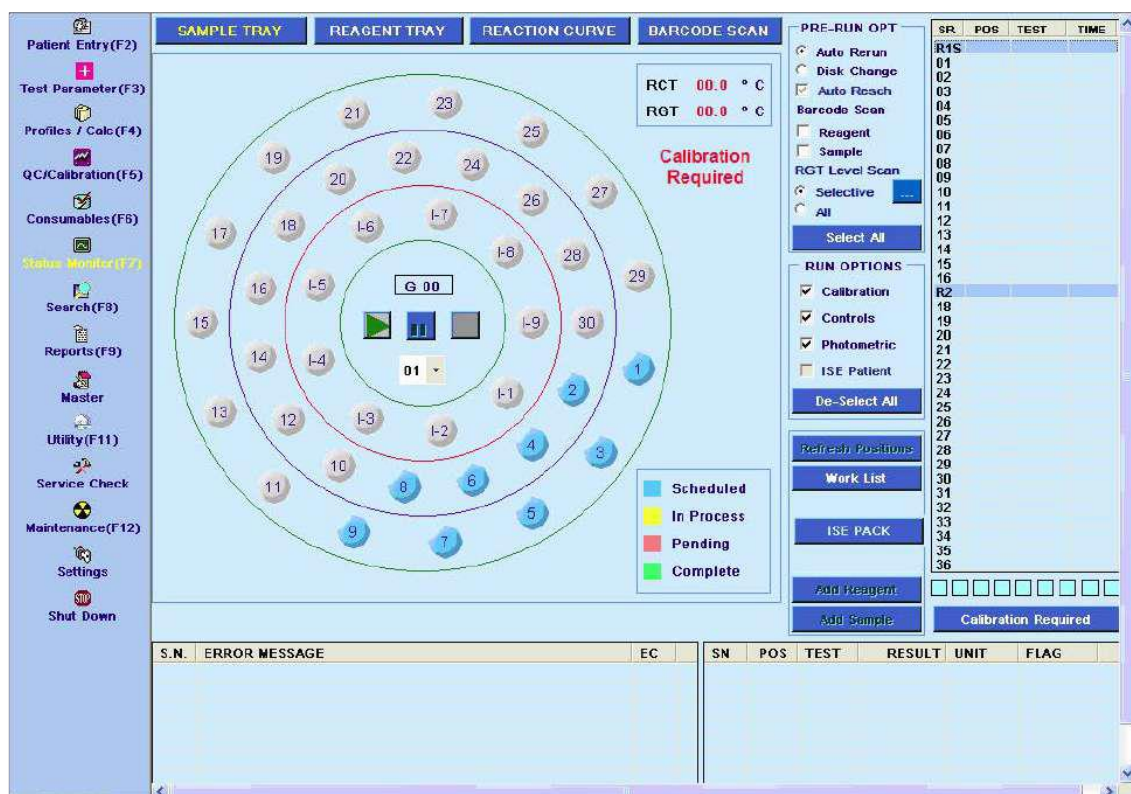 Patient Entry(F2)
Test Parameter(F3)
Profiles / Calc(F4)
QC/Calibration(F5)
Consumables(F6)
Status Monitor(F7)
Search(F8)
Reports(F9)
Master
Utility(F11)
Service Check
Maintenance(F12)
Settings
STOP
Shut Down
SAMPLE TRAY
REAGENT TRAY
REACTION CURVE
BARCODE SCAN
RCT 00.0 ° C
RGT 00.0 ° C
Calibration
Required
23
21
25
22
19
24
20
27
26
I-7
18
I-6
17
I-8
28
29
I-5
16
G 00
15
I-9
30
14
I-4
1
01
2
I-1
13
12
I-3
I-2
4
3
10
6
8
11
5
9
7
Scheduled
In Process
Pending
Complete
PRE-RUN OPT
Auto Rerun
Disk Change
Auto Reach
Barcode Scan
Reagent
Sample
RGT Level Scan
Selective ...
All
Select All
RUN OPTIONS
Calibration
Controls
Photometric
ISE Patient
De-Select All
Refresh Positions
Work List
ISE PACK
Add Reagent
Add Sample
SR POS TEST TIME
R1S
01
02
03
04
05
06
07
08
09
10
11
12
13
14
15
16
R2
18
19
20
21
22
23
24
25
26
27
28
29
30
31
32
33
34
35
36
Calibration Required
S.N. ERROR MESSAGE EC
SN POS TEST RESULT UNIT FLAG